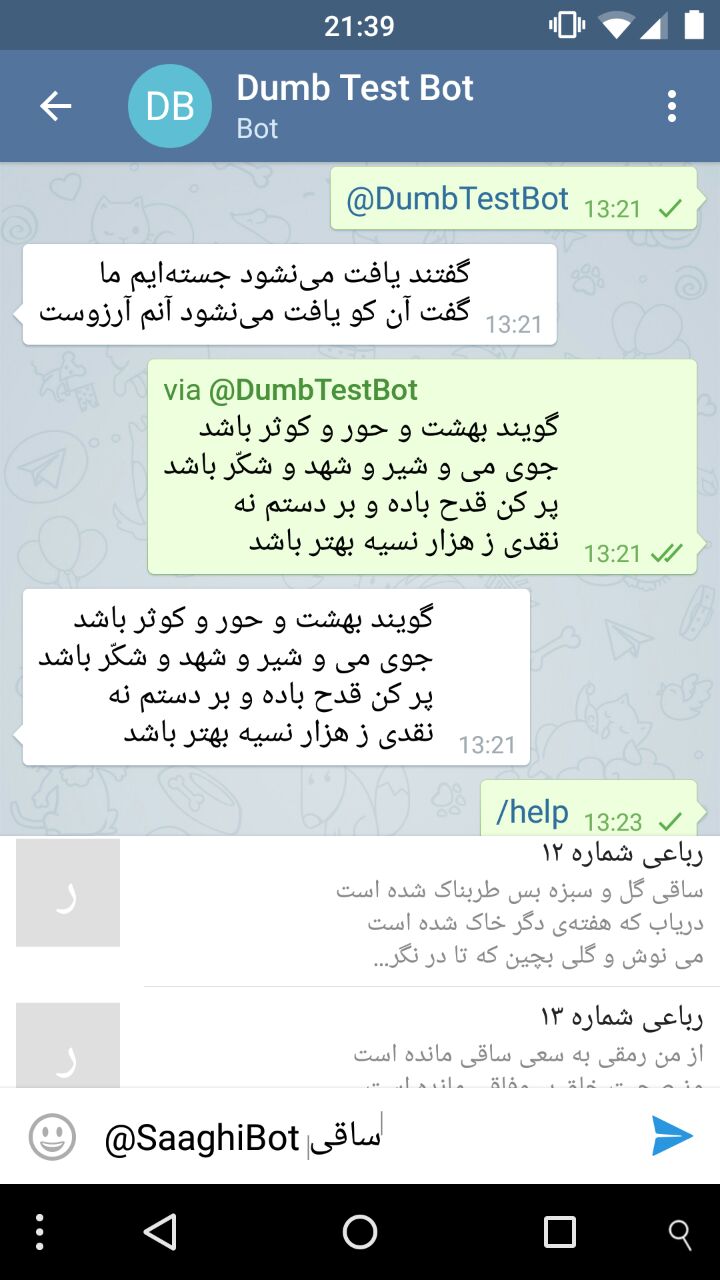 21:39
DB
Dumb Test Bot
Bot
@DumbTestBot 13:21
گفتند یافت می‌نشود جسته‌ایم ما
گفت آن کو یافت می‌نشود آنم آرزوست 13:21
via @DumbTestBot
گویند بهشت و حور و کوثر باشد
جوی می و شیر و شهد و شکّر باشد
پر کن قدح باده و بر دستم نه
نقدی ز هزار نسیه بهتر باشد 13:21
گویند بهشت و حور و کوثر باشد
جوی می و شیر و شهد و شکّر باشد
پر کن قدح باده و بر دستم نه
نقدی ز هزار نسیه بهتر باشد 13:21
/help 13:23
رباعی شماره ۱۲
ر
ساقی گل و سبزه بس طربناک شده است
دریاب که هفته‌ی دگر خاک شده است
می نوش و گلی بچین که تا در نگر...
رباعی شماره ۱۳
ر
از من رمقی به سعی ساقی مانده است
@SaaghiBot ساقی